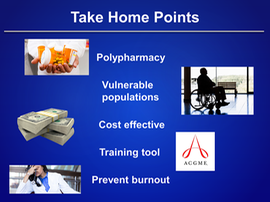 Take Home Points
Polypharmacy
Vulnerable
populations
Cost effective
Training tool
ACGME
Prevent burnout